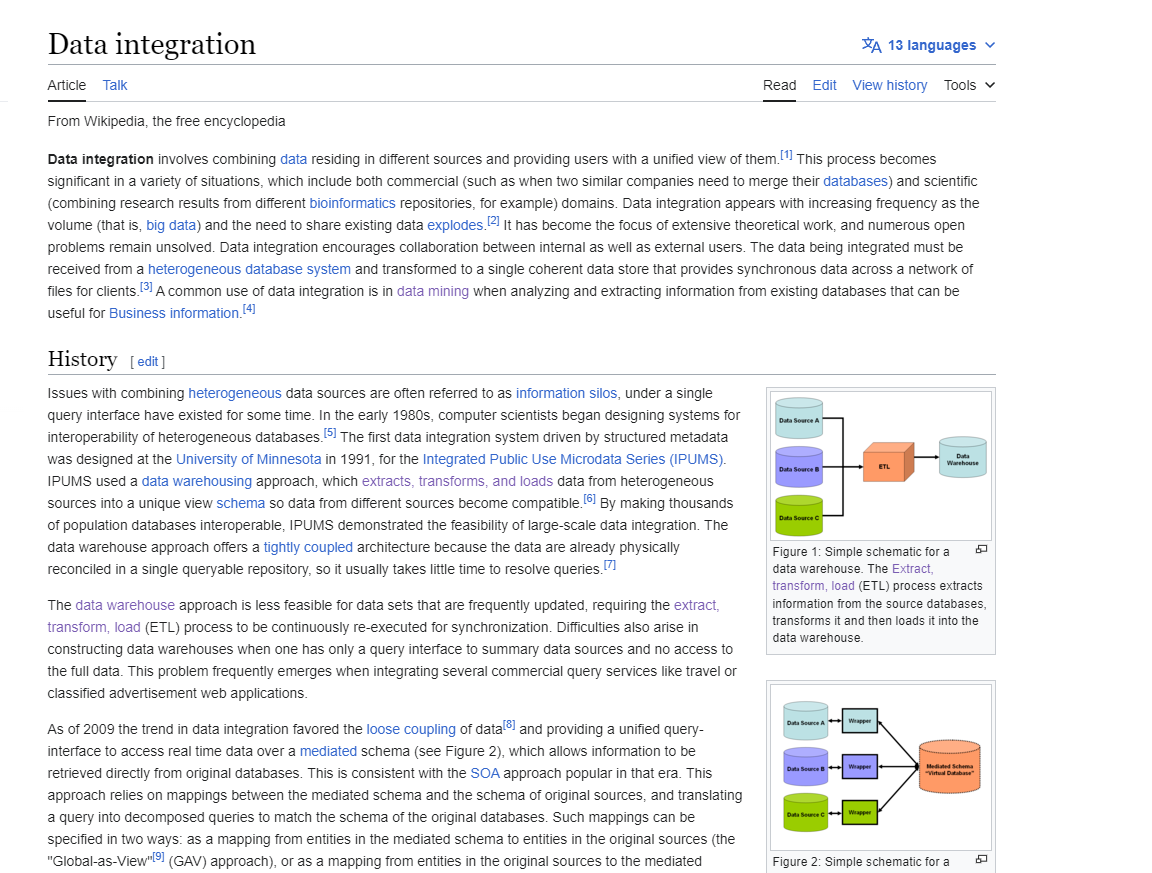 Data integration
13 languages
Article Talk Read Edit View history Tools
From Wikipedia, the free encyclopedia
Data integration involves combining data residing in different sources and providing users with a unified view of them.[1] This process becomes
significant in a variety of situations, which include both commercial (such as when two similar companies need to merge their databases) and scientific
(combining research results from different bioinformatics repositories, for example) domains. Data integration appears with increasing frequency as the
volume (that is, big data) and the need to share existing data explodes.[2] It has become the focus of extensive theoretical work, and numerous open
problems remain unsolved. Data integration encourages collaboration between internal as well as external users. The data being integrated must be
received from a heterogeneous database system and transformed to a single coherent data store that provides synchronous data across a network of
files for clients.[3] A common use of data integration is in data mining when analyzing and extracting information from existing databases that can be
useful for Business information.[4]
History [ edit ]
Issues with combining heterogeneous data sources are often referred to as information silos, under a single
query interface have existed for some time. In the early 1980s, computer scientists began designing systems for
interoperability of heterogeneous databases.[5] The first data integration system driven by structured metadata
was designed at the University of Minnesota in 1991, for the Integrated Public Use Microdata Series (IPUMS).
IPUMS used a data warehousing approach, which extracts, transforms, and loads data from heterogeneous
sources into a unique view schema so data from different sources become compatible.[6] By making thousands
of population databases interoperable, IPUMS demonstrated the feasibility of large-scale data integration. The
data warehouse approach offers a tightly coupled architecture because the data are already physically
reconciled in a single queryable repository, so it usually takes little time to resolve queries.[7]
The data warehouse approach is less feasible for data sets that are frequently updated, requiring the extract,
transform, load (ETL) process to be continuously re-executed for synchronization. Difficulties also arise in
constructing data warehouses when one has only a query interface to summary data sources and no access to
the full data. This problem frequently emerges when integrating several commercial query services like travel or
classified advertisement web applications.
As of 2009 the trend in data integration favored the loose coupling of data[8] and providing a unified query-
interface to access real time data over a mediated schema (see Figure 2), which allows information to be
retrieved directly from original databases. This is consistent with the SOA approach popular in that era. This
approach relies on mappings between the mediated schema and the schema of original sources, and translating
a query into decomposed queries to match the schema of the original databases. Such mappings can be
specified in two ways: as a mapping from entities in the mediated schema to entities in the original sources (the
"Global-as-View"[9] (GAV) approach), or as a mapping from entities in the original sources to the mediated
Data Source A
Data Source B
Data Source C
ETL
Data
Warehouse
Figure 1: Simple schematic for a
data warehouse. The Extract,
transform, load (ETL) process extracts
information from the source databases,
transforms it and then loads it into the
data warehouse.
Data Source A
Wrapper
Data Source B
Wrapper
Data Source C
Wrapper
Mediated Schema
"Virtual Database"
Figure 2: Simple schematic for a